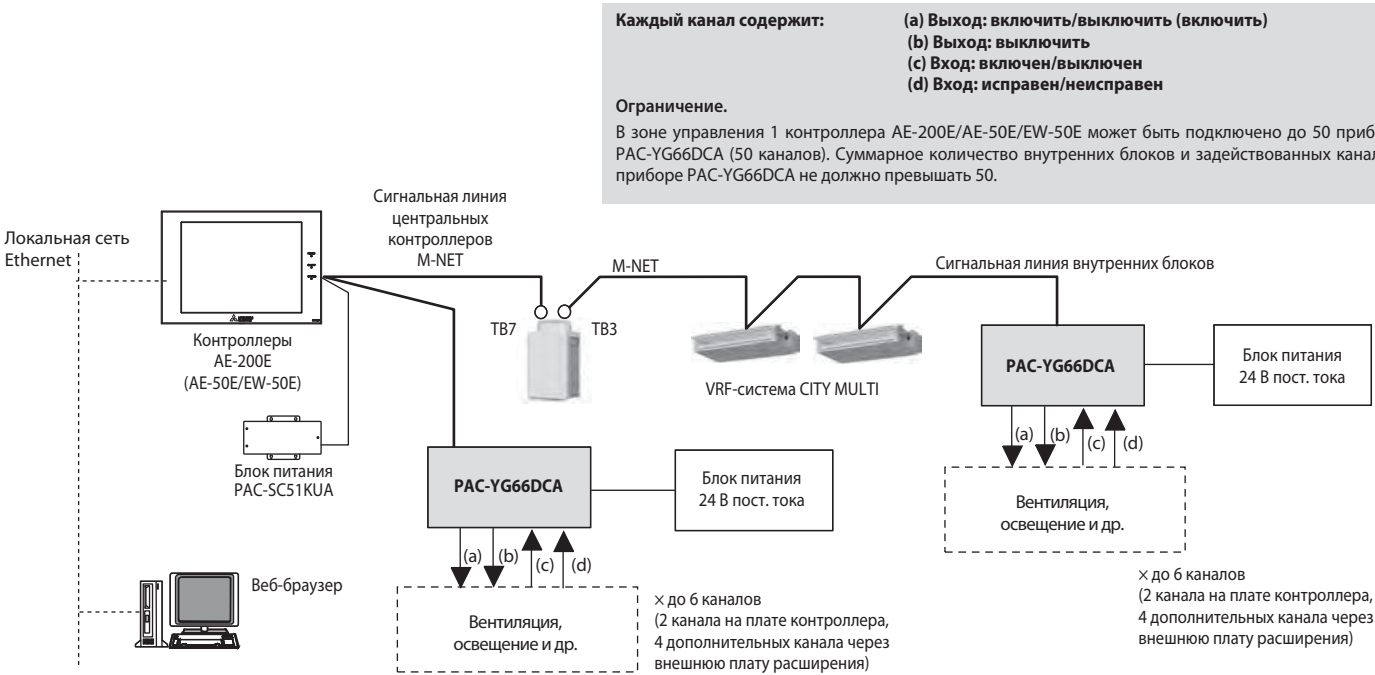 Каждый канал содержит: (a) Выход: включить/выключить (включить)
(b) Выход: выключить
(c) Вход: включен/выключен
(d) Вход: исправен/неисправен
Ограничение.
В зоне управления 1 контроллера AE-200E/AE-50E/EW-50E может быть подключено до 50 приб
PAC-YG66DCA (50 каналов). Суммарное количество внутренних блоков и задействованных канал
приборе PAC-YG66DCA не должно превышать 50.
Локальная сеть
Ethernet
Сигнальная линия
центральных
контроллеров
M-NET
Контроллеры
AE-200E
(AE-50E/EW-50E)
Блок питания
PAC-SC51KUA
TB7
TB3
M-NET
VRF-система CITY MULTI
Сигнальная линия внутренних блоков
PAC-YG66DCA
Блок питания
24 В пост. тока
(a)
(b)
(c)
(d)
Вентиляция,
освещение и др.
× до 6 каналов
(2 канала на плате контроллера,
4 дополнительных канала через
внешнюю плату расширения)
PAC-YG66DCA
Блок питания
24 В пост. тока
(a)
(b)
(c)
(d)
Вентиляция,
освещение и др.
× до 6 каналов
(2 канала на плате контроллера,
4 дополнительных канала через
внешнюю плату расширения)
Веб-браузер